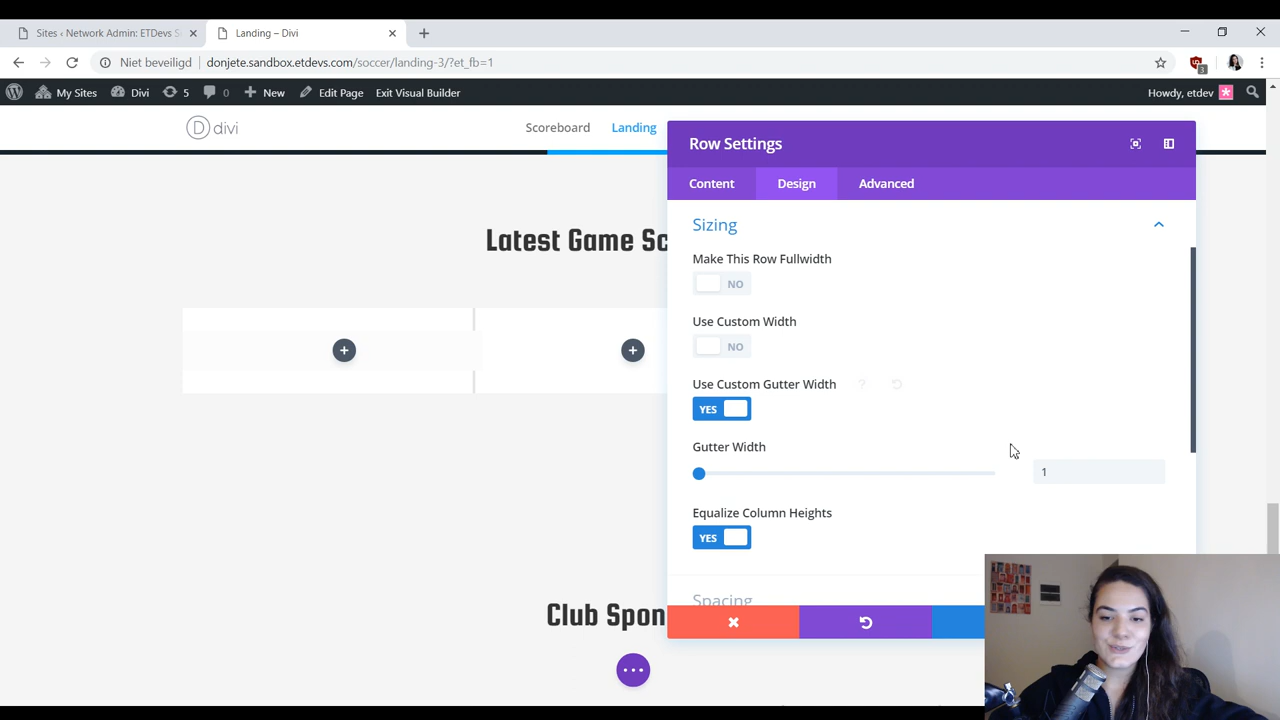 Sites ‹ Network Admin: ETDevs S
Landing – Divi
Niet beveiligd
donjete.sandbox.etdevs.com/soccer/landing-3/?et_fb=1
3
My Sites
Divi
5
0
New
Edit Page
Exit Visual Builder
Howdy, etdev
D divi
Scoreboard
Landing
Row Settings
Content
Design
Advanced
Latest Game Sc
Sizing
Make This Row Fullwidth
NO
Use Custom Width
NO
Use Custom Gutter Width
?
YES
Gutter Width
1
Equalize Column Heights
YES
Spacing
Club Spon